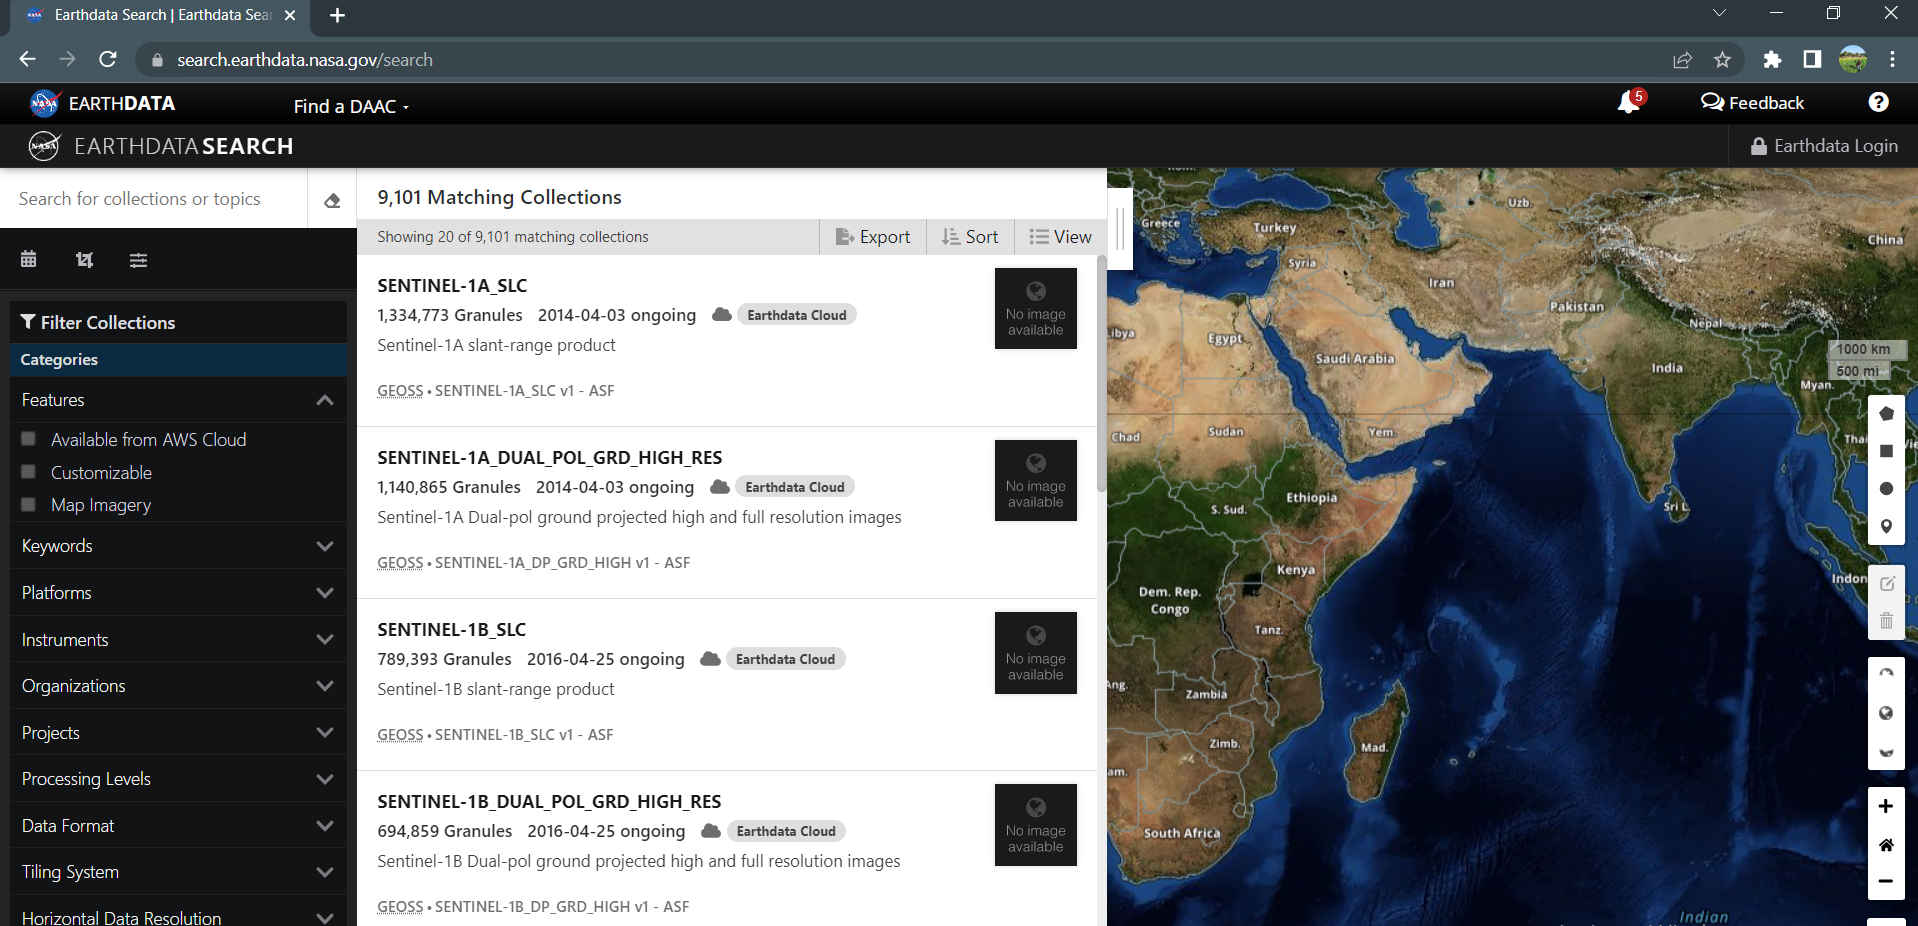 Earthdata Search | Earthdata Sear
search.earthdata.nasa.gov/search
NASA EARTHDATA
Find a DAAC
5
Feedback
?
NASA EARTHDATA SEARCH
Earthdata Login
Search for collections or topics
Filter Collections
Categories
Features
Available from AWS Cloud
Customizable
Map Imagery
Keywords
Platforms
Instruments
Organizations
Projects
Processing Levels
Data Format
Tiling System
Horizontal Data Resolution
9,101 Matching Collections
Showing 20 of 9,101 matching collections
Export
Sort
View
SENTINEL-1A_SLC
1,334,773 Granules 2014-04-03 ongoing Earthdata Cloud
Sentinel-1A slant-range product
GEOSS • SENTINEL-1A_SLC v1 - ASF
No image
available
SENTINEL-1A_DUAL_POL_GRD_HIGH_RES
1,140,865 Granules 2014-04-03 ongoing Earthdata Cloud
Sentinel-1A Dual-pol ground projected high and full resolution images
GEOSS • SENTINEL-1A_DP_GRD_HIGH v1 - ASF
No image
available
SENTINEL-1B_SLC
789,393 Granules 2016-04-25 ongoing Earthdata Cloud
Sentinel-1B slant-range product
GEOSS • SENTINEL-1B_SLC v1 - ASF
No image
available
SENTINEL-1B_DUAL_POL_GRD_HIGH_RES
694,859 Granules 2016-04-25 ongoing Earthdata Cloud
Sentinel-1B Dual-pol ground projected high and full resolution images
GEOSS • SENTINEL-1B_DP_GRD_HIGH v1 - ASF
No image
available
Uzb.
Greece
Turkey
China
Syria
Iran
Pakistan
Nepal
Libya
Egypt
Saudi Arabia
1000 km
500 mi
India
Myan.
Chad
Sudan
Yem.
Thai
Vie
Ethiopia
S. Sud.
Sri L.
Kenya
Indon
Dem. Rep.
Congo
Tanz.
Ang.
Zambia
Zimb.
Mad.
am.
South Africa
Indian